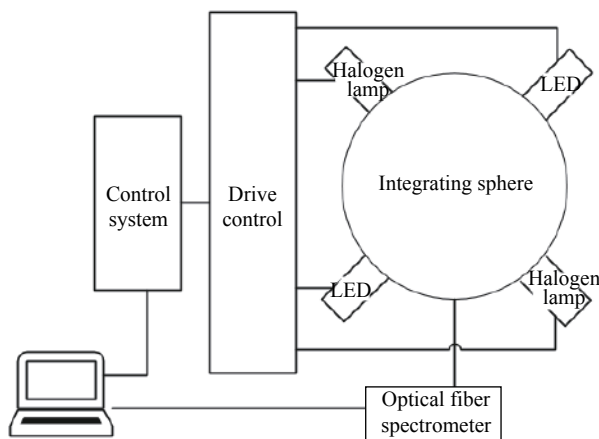 Halogen
lamp
LED
Control
system
Drive
control
Integrating sphere
LED
Halogen
lamp
Optical fiber
spectrometer